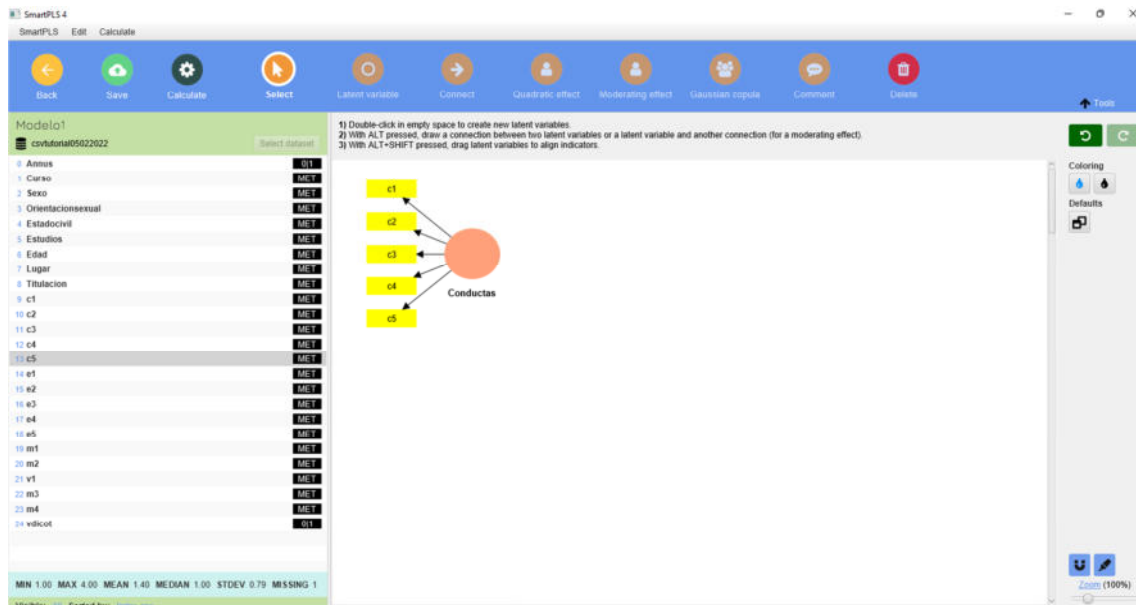 SmartPLS 4
SmartPLS Edit Calculate
Back Save Calculate Select Latent variable Connect Quadratic effect Moderating effect Gaussian copula Comment Delete
Tools
Modelo1
csvtutorial05022022 Select dataset
1) Double-click in empty space to create new latent variables.
2) With ALT pressed, draw a connection between two latent variables or a latent variable and another connection (for a moderating effect).
3) With ALT+SHIFT pressed, drag latent variables to align indicators.
0 Annus 0|1
1 Curso MET
2 Sexo MET
3 Orientacionsexual MET
4 Estadocivil MET
5 Estudios MET
6 Edad MET
7 Lugar MET
8 Titulacion MET
9 c1 MET
10 c2 MET
11 c3 MET
12 c4 MET
13 c5 MET
14 e1 MET
15 e2 MET
16 e3 MET
17 e4 MET
18 e5 MET
19 m1 MET
20 m2 MET
21 v1 MET
22 m3 MET
23 m4 MET
24 vdicot 0|1
MIN 1.00 MAX 4.00 MEAN 1.40 MEDIAN 1.00 STDEV 0.79 MISSING 1
c1
c2
c3
c4
c5
Conductas
Coloring
Defaults
Zoom (100%)